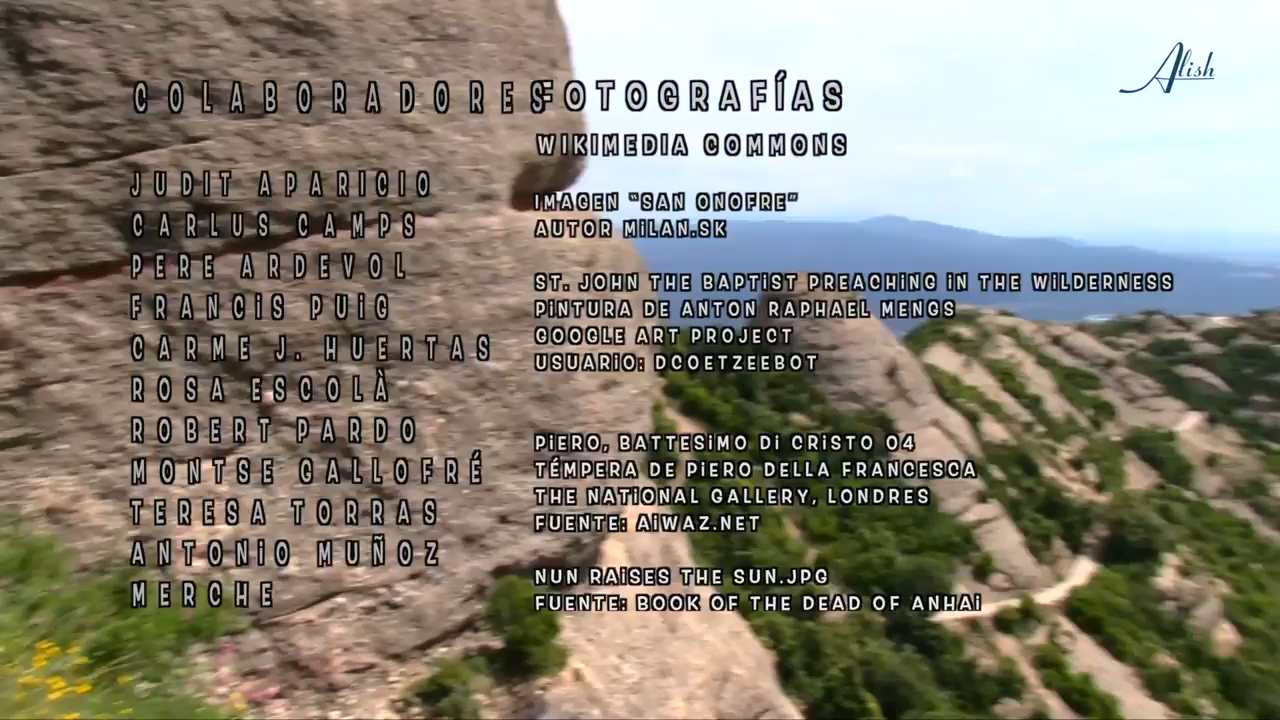 Alish
COLABORADORES
JUDIT APARICIO
CARLUS CAMPS
PERE ARDEVOL
FRANCIS PUIG
CARME J. HUERTAS
ROSA ESCOLÀ
ROBERT PARDO
MONTSE GALLOFRÉ
TERESA TORRAS
ANTONIO MUÑOZ
MERCHE
FOTOGRAFÍAS
WIKIMEDIA COMMONS
IMAGEN “SAN ONOFRE”
AUTOR MILAN.SK
ST. JOHN THE BAPTIST PREACHING IN THE WILDERNESS
PINTURA DE ANTON RAPHAEL MENGS
GOOGLE ART PROJECT
USUARIO: DCOETZEEBOT
PIERO, BATTESIMO DI CRISTO 04
TÉMPERA DE PIERO DELLA FRANCESCA
THE NATIONAL GALLERY, LONDRES
FUENTE: AIWAZ.NET
NUN RAISES THE SUN.JPG
FUENTE: BOOK OF THE DEAD OF ANHAI